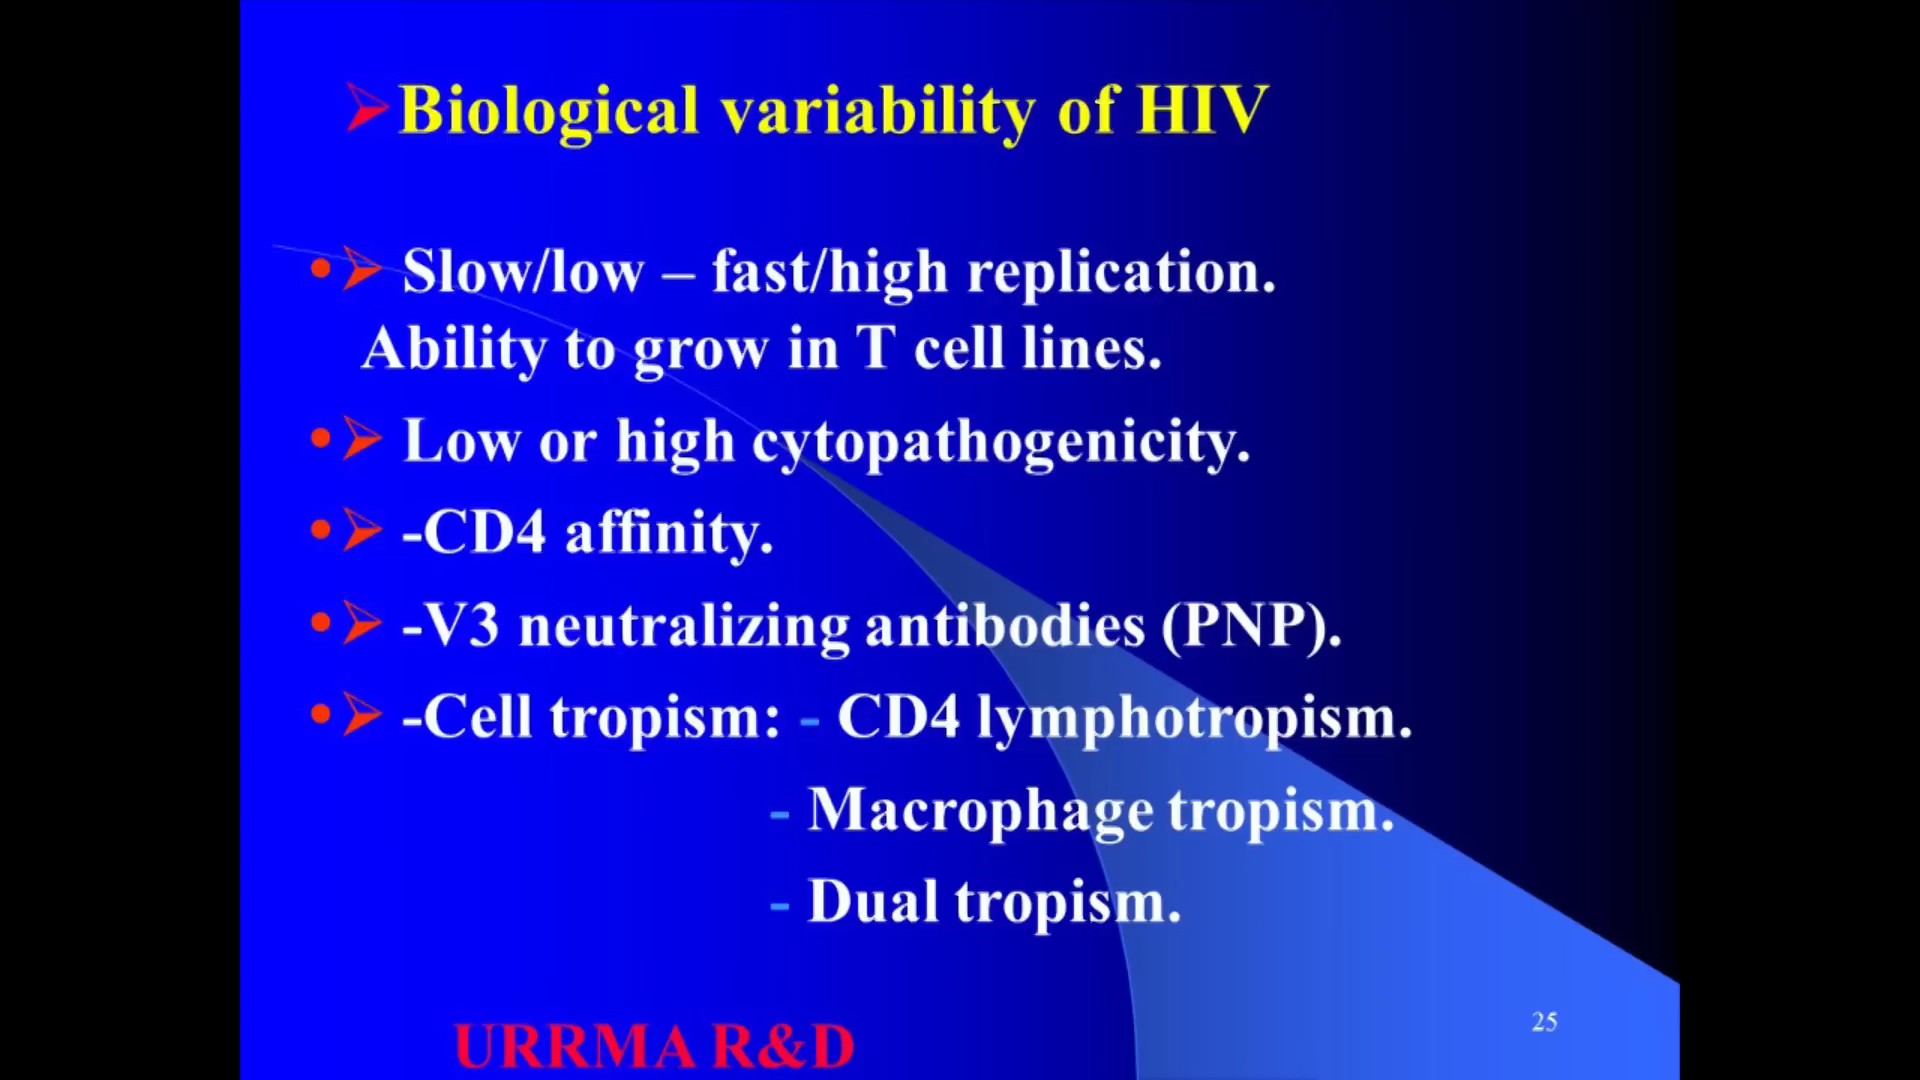 Biological variability of HIV
Slow/low – fast/high replication.
Ability to grow in T cell lines.
Low or high cytopathogenicity.
-CD4 affinity.
-V3 neutralizing antibodies (PNP).
-Cell tropism: - CD4 lymphotropism.
- Macrophage tropism.
- Dual tropism.
URRMA R&D
25